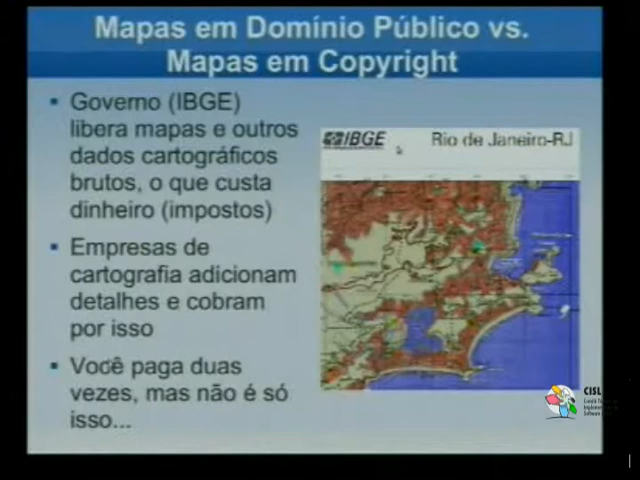 Mapas em Domínio Público vs.
Mapas em Copyright
▪ Governo (IBGE)
libera mapas e outros
dados cartográficos
brutos, o que custa
dinheiro (impostos)
▪ Empresas de
cartografia adicionam
detalhes e cobram
por isso
▪ Você paga duas
vezes, mas não é só
isso...
IBGE
Rio de Janeiro-RJ
CISL